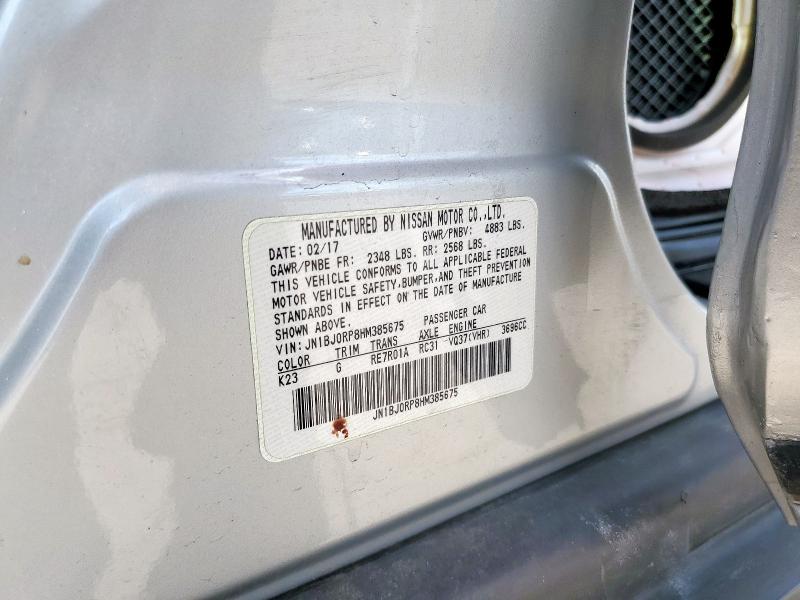 MANUFACTURED BY NISSAN MOTOR CO.,LTD.
DATE: 02/17 GVWR/PNBV: 4883 LBS.
GAWR/PNBE FR: 2348 LBS. RR: 2568 LBS.
THIS VEHICLE CONFORMS TO ALL APPLICABLE FEDERAL
MOTOR VEHICLE SAFETY,BUMPER,AND THEFT PREVENTION
STANDARDS IN EFFECT ON THE DATE OF MANUFACTURE
SHOWN ABOVE.
VIN: JN1BJ0RP8HM385675 PASSENGER CAR
COLOR TRIM TRANS AXLE ENGINE
K23 G RE7R01A RC31 VQ37(VHR) 3696CC
JN1BJ0RP8HM385675